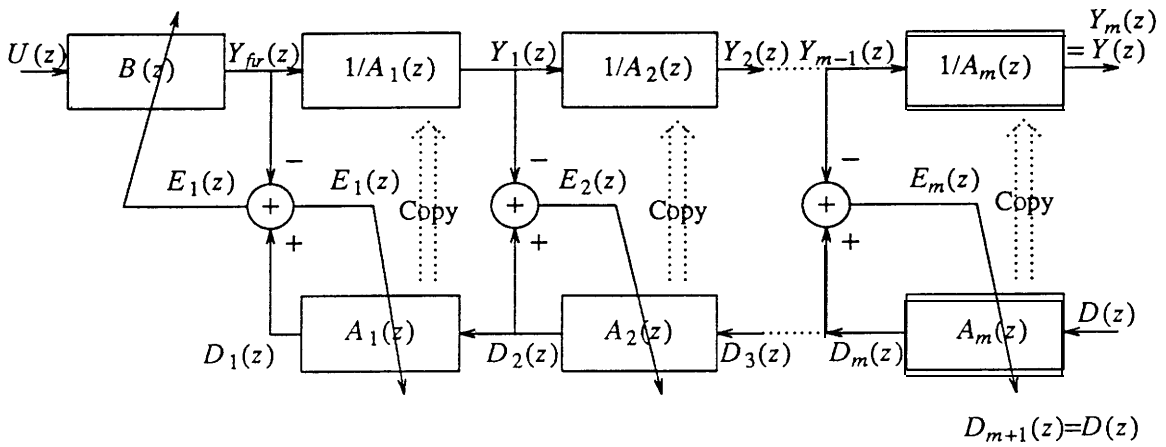 U(z)
B(z)
Y_fir(z)
1/A_1(z)
Y_1(z)
1/A_2(z)
Y_2(z)
Y_{m−1}(z)
1/A_m(z)
Y_m(z)
=Y(z)
−
−
−
E_1(z)
+
E_1(z)
Copy
+
E_2(z)
Copy
+
E_m(z)
Copy
+
+
+
D_1(z)
A_1(z)
D_2(z)
A_2(z)
D_3(z)
D_m(z)
A_m(z)
D(z)
D_{m+1}(z)=D(z)